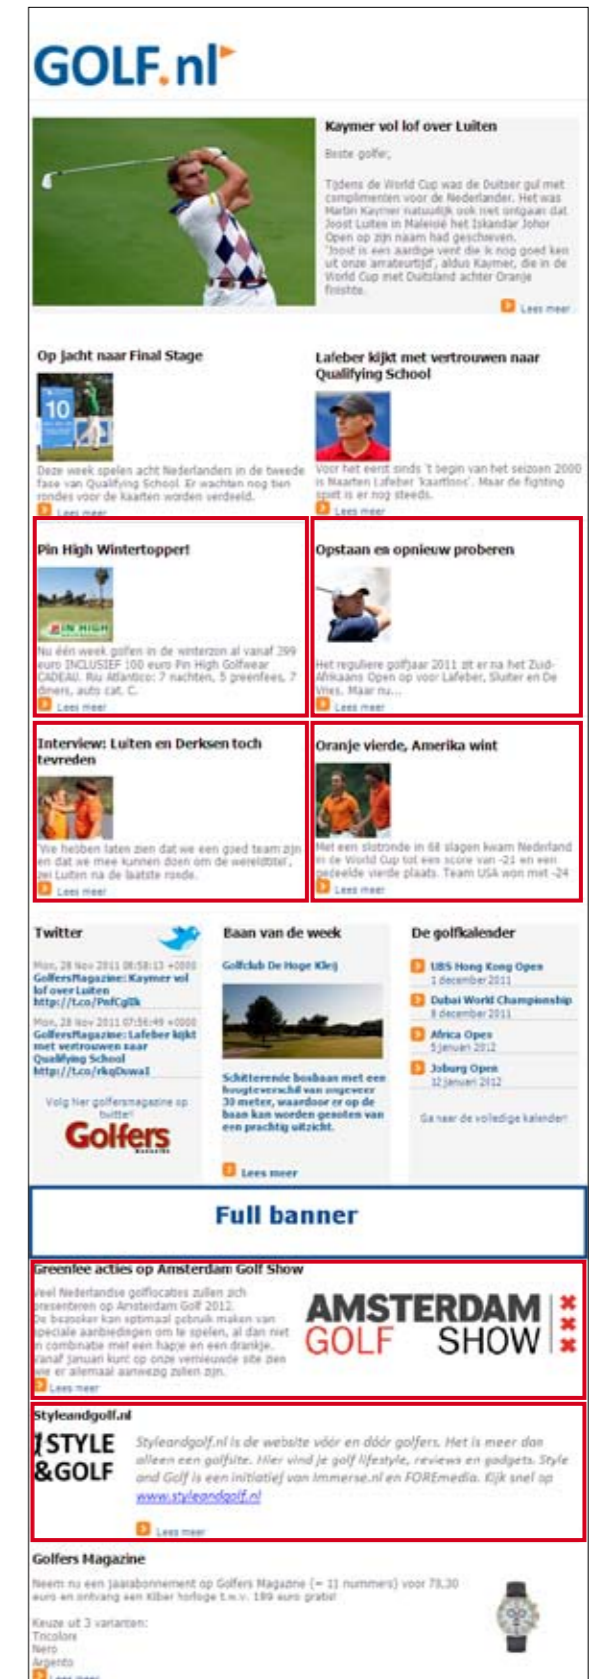 GOLF.nl
Kaymer vol lof over Luiten
Beste golfer,
Tijdens de World Cup was de Duitser gul met
complimenten voor de Nederlander. Het was
Martin Kaymer natuurlijk ook niet ontgaan dat
Joost Luiten in Maleisië het Iskandar Johor
Open op zijn naam had geschreven.
'Joost is een aardige vent die ik nog goed ken
uit onze amateurtijd', aldus Kaymer, die in de
World Cup met Duitsland achter Oranje
finishte.
Lees meer
Op jacht naar Final Stage
10
Deze week spelen acht Nederlanders in de tweede
fase van Qualifying School. Er wachten nog tien
rondes voor de kaarten worden verdeeld.
Lees meer
Lafeber kijkt met vertrouwen naar
Qualifying School
Voor het eerst sinds 't begin van het seizoen 2000
is Maarten Lafeber 'kaartloos'. Maar de fighting
spirit is er nog steeds.
Lees meer
Pin High Wintertopper!
PIN HIGH
Nu één week golfen in de winterzon al vanaf 299
euro INCLUSIEF 100 euro Pin High Golfwear
CADEAU. Riu Atlantico: 7 nachten, 5 greenfees, 7
diners, auto cat. C.
Lees meer
Opstaan en opnieuw proberen
Het reguliere golfjaar 2011 zit er na het Zuid-
Afrikaans Open op voor Lafeber, Sluiter en De
Vries. Maar nu...
Lees meer
Interview: Luiten en Derksen toch
tevreden
'We hebben laten zien dat we een goed team zijn
en dat we mee kunnen doen om de wereldtitel',
zei Luiten na de laatste ronde.
Lees meer
Oranje vierde, Amerika wint
Met een slotronde in 68 slagen kwam Nederland
in de World Cup tot een score van -21 en een
gedeelde vierde plaats. Team USA won met -24
Lees meer
Twitter
Mon, 28 Nov 2011 08:58:13 +0000
GolfersMagazine: Kaymer vol
lof over Luiten
Mon, 28 Nov 2011 07:56:49 +0000
GolfersMagazine: Lafeber kijkt
met vertrouwen naar
Qualifying School
Volg hier golfersmagazine op
twitter!
Golfers
MAGAZINE
Baan van de week
Golfclub De Hoge Kleij
Schitterende bosbaan met een
hoogteverschil van ongeveer
30 meter, waardoor er op de
baan kan worden genoten van
een prachtig uitzicht.
Lees meer
De golfkalender
UBS Hong Kong Open
1 december 2011
Dubai World Championship
8 december 2011
Africa Open
5 januari 2012
Joburg Open
12 januari 2012
Ga naar de volledige kalender!
Full banner
Greenfee acties op Amsterdam Golf Show
Veel Nederlandse golflocaties zullen zich
presenteren op Amsterdam Golf 2012.
De bezoeker kan optimaal gebruik maken van
speciale aanbiedingen om te spelen, al dan niet
in combinatie met een hapje en een drankje.
Vanaf januari kunt op onze vernieuwde site zien
wie er allemaal aanwezig zullen zijn.
Lees meer
AMSTERDAM
GOLF SHOW
Styleandgolf.nl
STYLE
&GOLF
Styleandgolf.nl is de website vóór en dóór golfers. Het is meer dan
alleen een golfsite. Hier vind je golf lifestyle, reviews en gadgets. Style
and Golf is een initiatief van Immerse.nl en FOREmedia. Kijk snel op
www.styleandgolf.nl
Lees meer
Golfers Magazine
Neem nu een jaarabonnement op Golfers Magazine (= 11 nummers) voor 78,30
euro en ontvang een Kiber horloge t.w.v. 189 euro gratis!
Keuze uit 3 varianten:
Tricolore
Nero
Argento
Lees meer